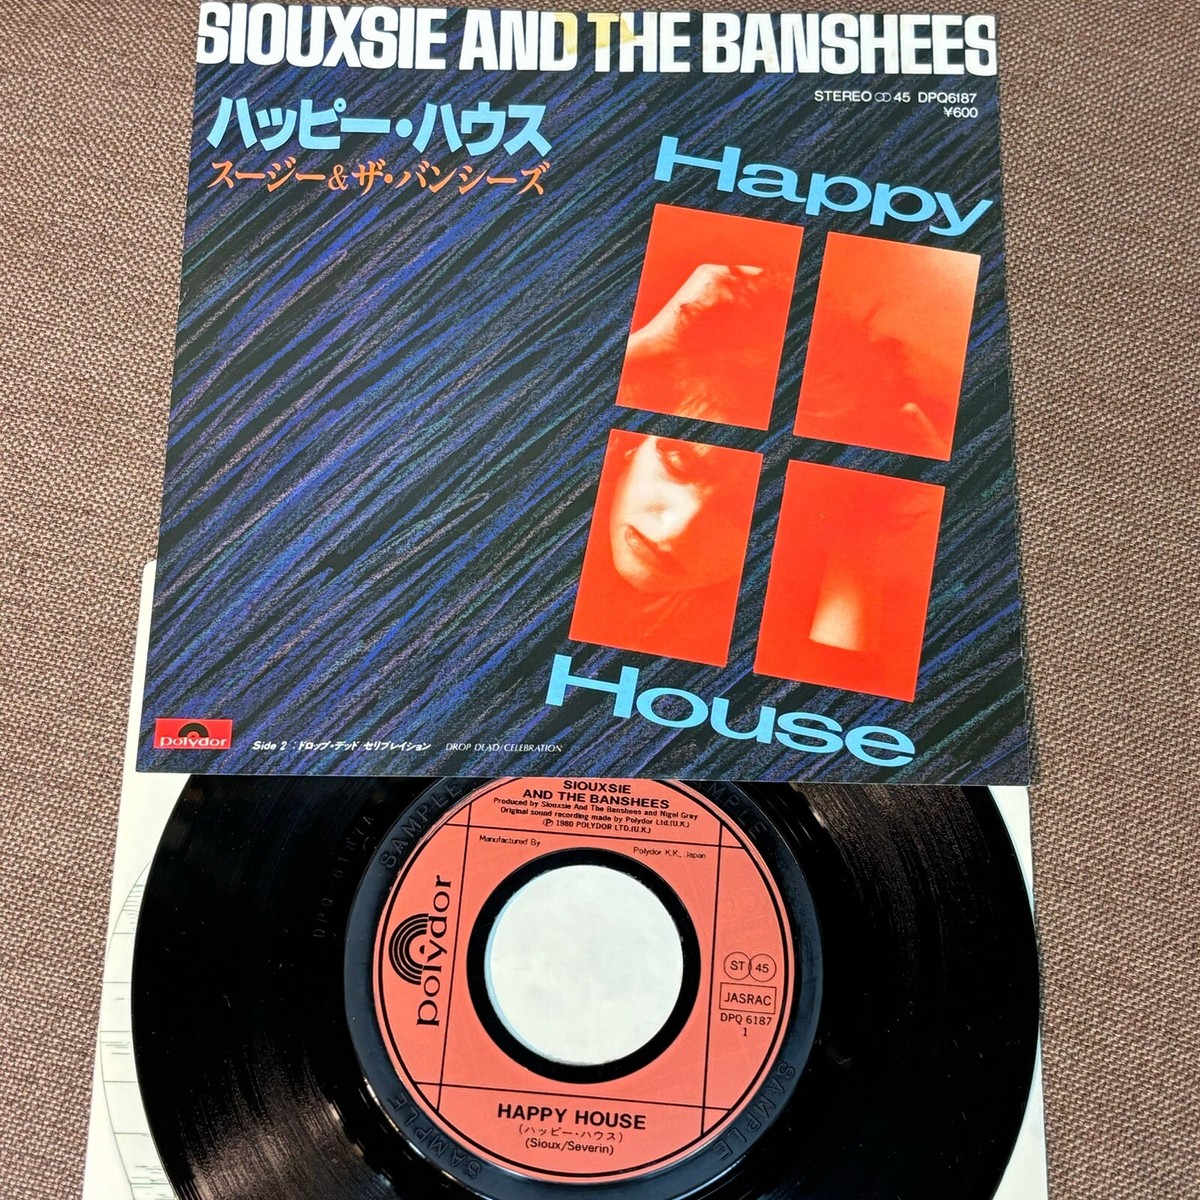 SIOUXSIE AND THE BANSHEES
STEREO 45 DPQ6187
¥600
ハッピー・ハウス
スージー&ザ・バンシーズ
Happy
House
polydor
Side 2 : ドロップ・デッド/セリブレイション DROP DEAD/CELEBRATION
SIOUXSIE
AND THE BANSHEES
Produced by Siouxsie And The Banshees and Nigel Gray
Original sound recording made by Polydor Ltd.(U.K.)
Ⓟ 1980 POLYDOR LTD.(U.K.)
Manufactured By Polydor K.K., Japan
polydor
ST 45
JASRAC
DPQ 6187
1
HAPPY HOUSE
(ハッピー・ハウス)
(Sioux/Severin)
SAMPLE
SAMPLE
SAMPLE
SAMPLE
DPQ 6187A